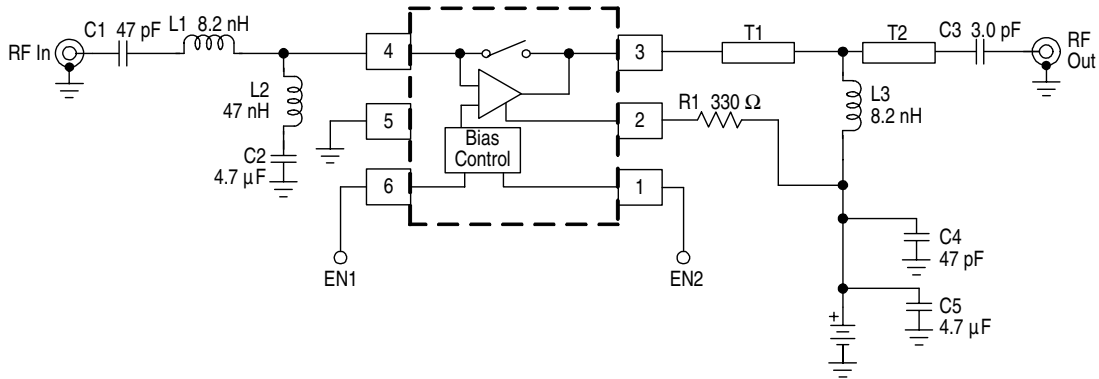 C1 47 pF
L1 8.2 nH
RF In
L2
47 nH
C2
4.7 µF
4
5
6
EN1
Bias
Control
3
2
1
EN2
R1 330 Ω
T1
T2
C3 3.0 pF
RF
Out
L3
8.2 nH
C4
47 pF
C5
4.7 µF
+